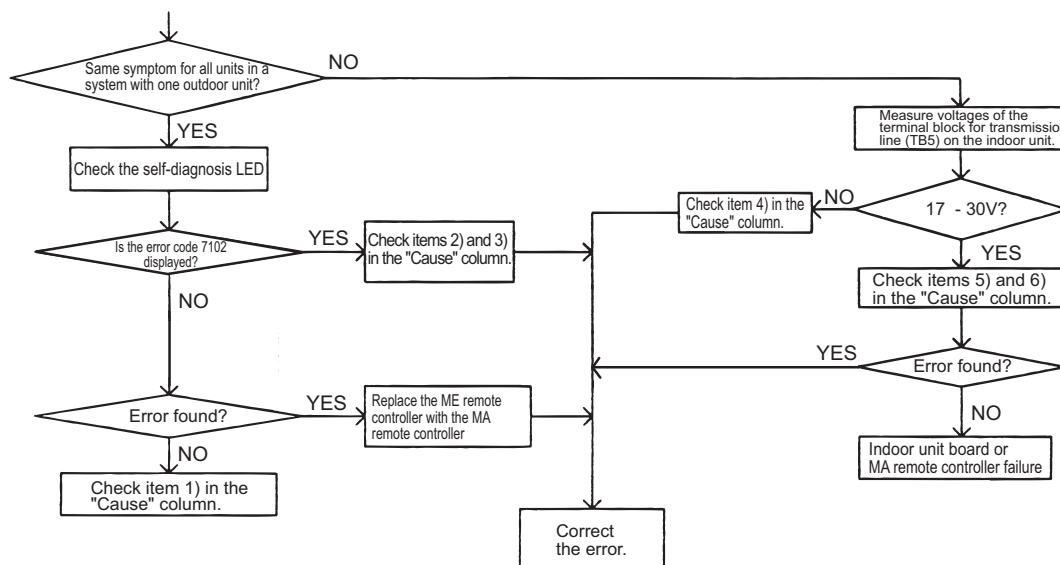 Same symptom for all units in a
system with one outdoor unit?
NO
YES
Check the self-diagnosis LED
Is the error code 7102
displayed?
YES
Check items 2) and 3)
in the "Cause" column.
NO
Error found?
YES
Replace the ME remote
controller with the MA
remote controller
NO
Check item 1) in the
"Cause" column.
Measure voltages of the
terminal block for transmissio
line (TB5) on the indoor unit.
17 - 30V?
NO
Check item 4) in the
"Cause" column.
YES
Check items 5) and 6)
in the "Cause" column.
Error found?
YES
NO
Indoor unit board or
MA remote controller failure
Correct
the error.